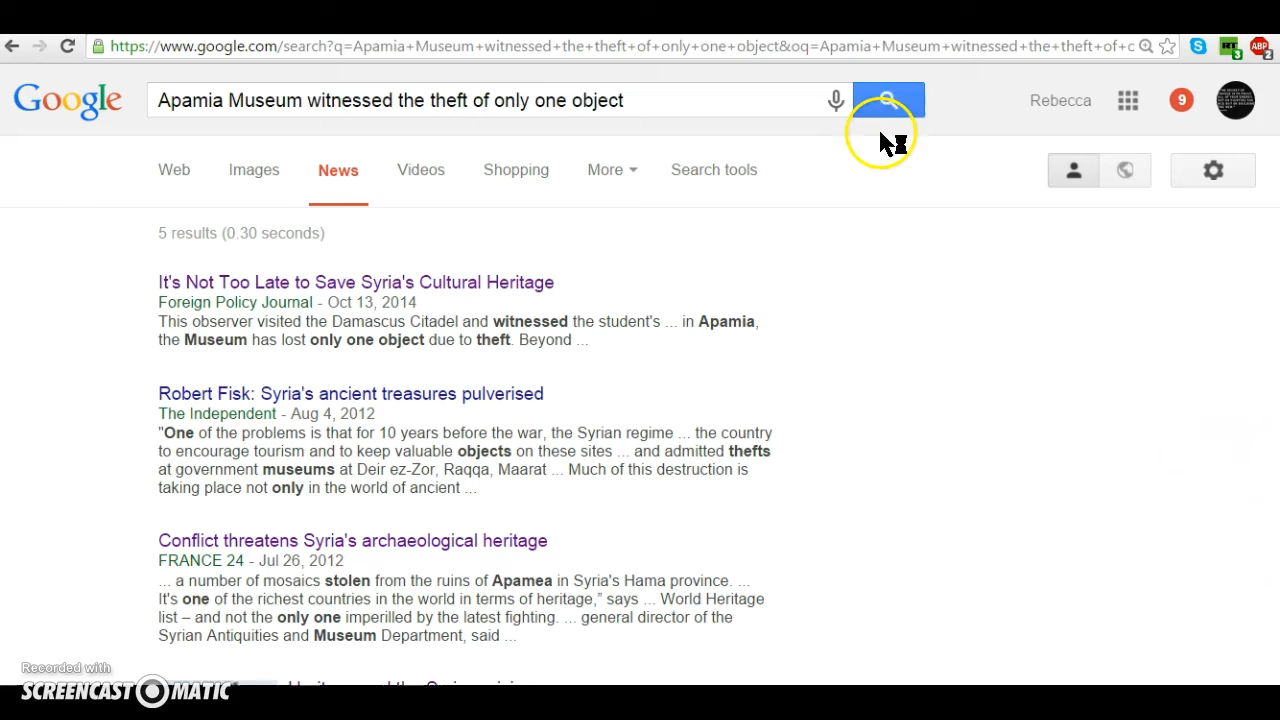 https://www.google.com/search?q=Apamia+Museum+witnessed+the+theft+of+only+one+object&oq=Apamia+Museum+witnessed+the+theft+of+c
3
ABP
2
Google
Apamia Museum witnessed the theft of only one object
Rebecca
9
Web
Images
News
Videos
Shopping
More
Search tools
5 results (0.30 seconds)
It's Not Too Late to Save Syria's Cultural Heritage
Foreign Policy Journal - Oct 13, 2014
This observer visited the Damascus Citadel and witnessed the student's ... in Apamia,
the Museum has lost only one object due to theft. Beyond ...
Robert Fisk: Syria's ancient treasures pulverised
The Independent - Aug 4, 2012
"One of the problems is that for 10 years before the war, the Syrian regime ... the country
to encourage tourism and to keep valuable objects on these sites ... and admitted thefts
at government museums at Deir ez-Zor, Raqqa, Maarat ... Much of this destruction is
taking place not only in the world of ancient ...
Conflict threatens Syria's archaeological heritage
FRANCE 24 - Jul 26, 2012
... a number of mosaics stolen from the ruins of Apamea in Syria's Hama province. ...
It's one of the richest countries in the world in terms of heritage,” says ... World Heritage
list – and not the only one imperilled by the latest fighting. ... general director of the
Syrian Antiquities and Museum Department, said ...
Recorded with
SCREENCAST-O-MATIC